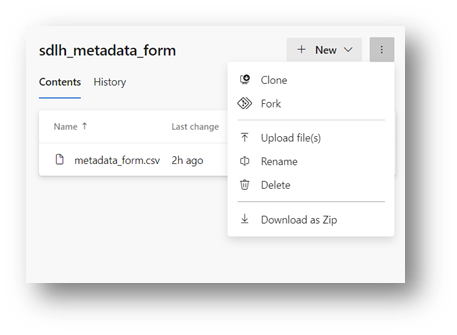 sdlh_metadata_form
New
Contents History
Clone
Fork
Name Last change
Upload file(s)
metadata_form.csv 2h ago
Rename
Delete
Download as Zip